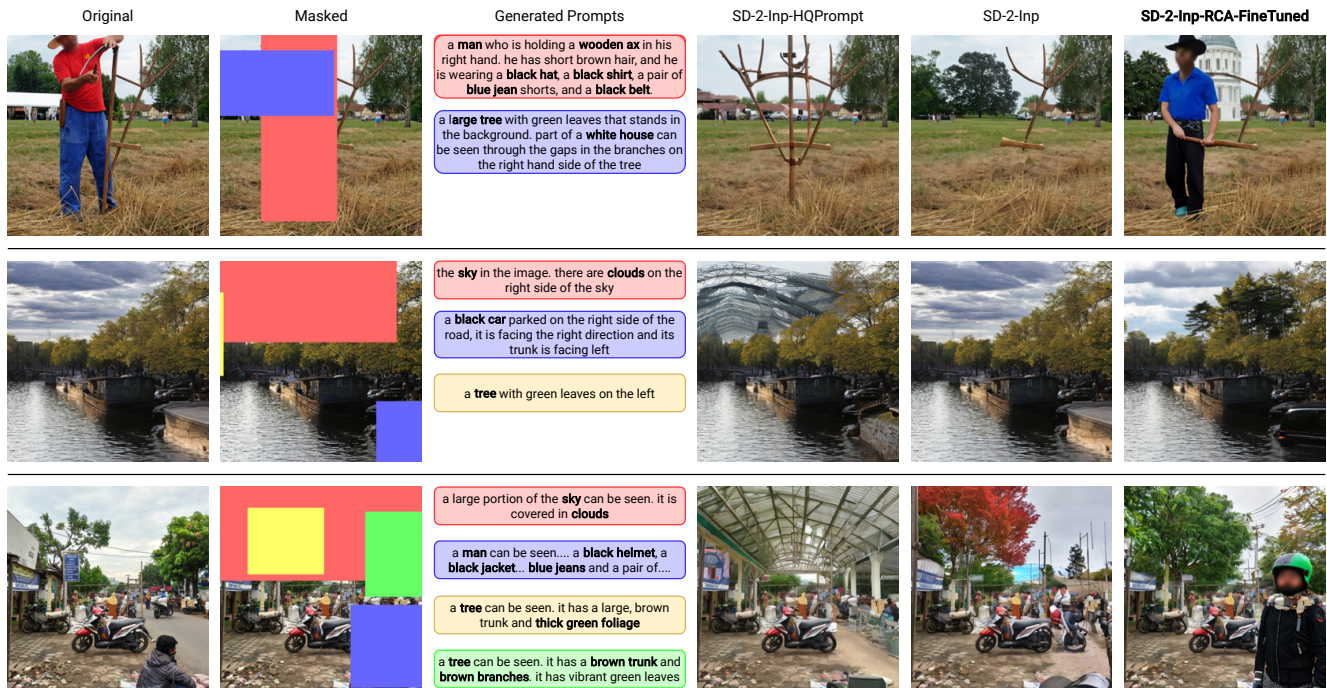 Original
Masked
Generated Prompts
SD-2-Inp-HQPrompt
SD-2-Inp
SD-2-Inp-RCA-FineTuned
a man who is holding a wooden ax in his
right hand. he has short brown hair, and he
is wearing a black hat, a black shirt, a pair of
blue jean shorts, and a black belt.
a large tree with green leaves that stands in
the background. part of a white house can
be seen through the gaps in the branches on
the right hand side of the tree
the sky in the image. there are clouds on the
right side of the sky
a black car parked on the right side of the
road, it is facing the right direction and its
trunk is facing left
a tree with green leaves on the left
a large portion of the sky can be seen. it is
covered in clouds
a man can be seen.... a black helmet, a
black jacket... blue jeans and a pair of....
a tree can be seen. it has a large, brown
trunk and thick green foliage
a tree can be seen. it has a brown trunk and
brown branches. it has vibrant green leaves